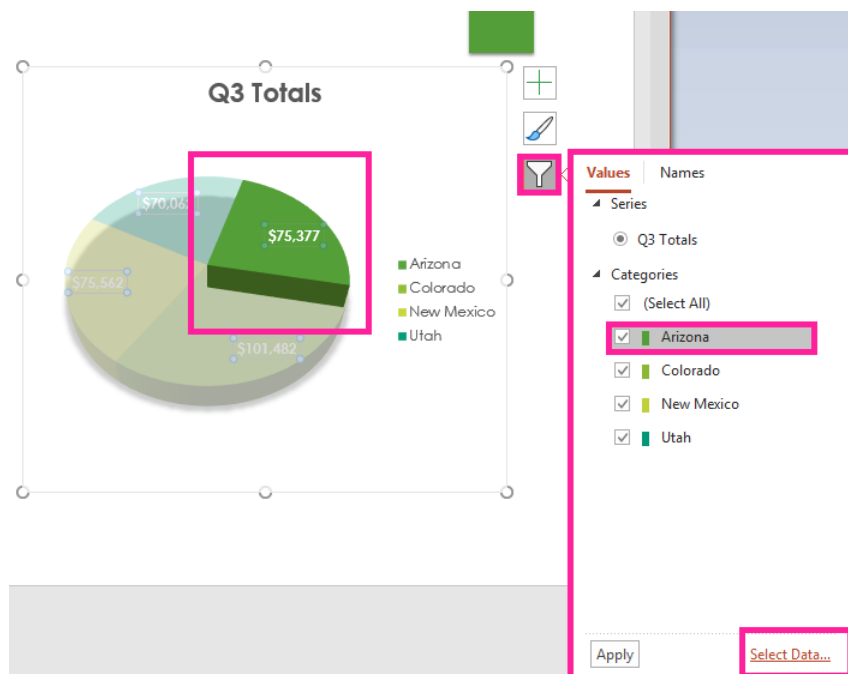 Q3 Totals
$70,062
$75,377
$75,562
$101,482
Arizona
Colorado
New Mexico
Utah
Values Names
Series
Q3 Totals
Categories
(Select All)
Arizona
Colorado
New Mexico
Utah
Apply Select Data...